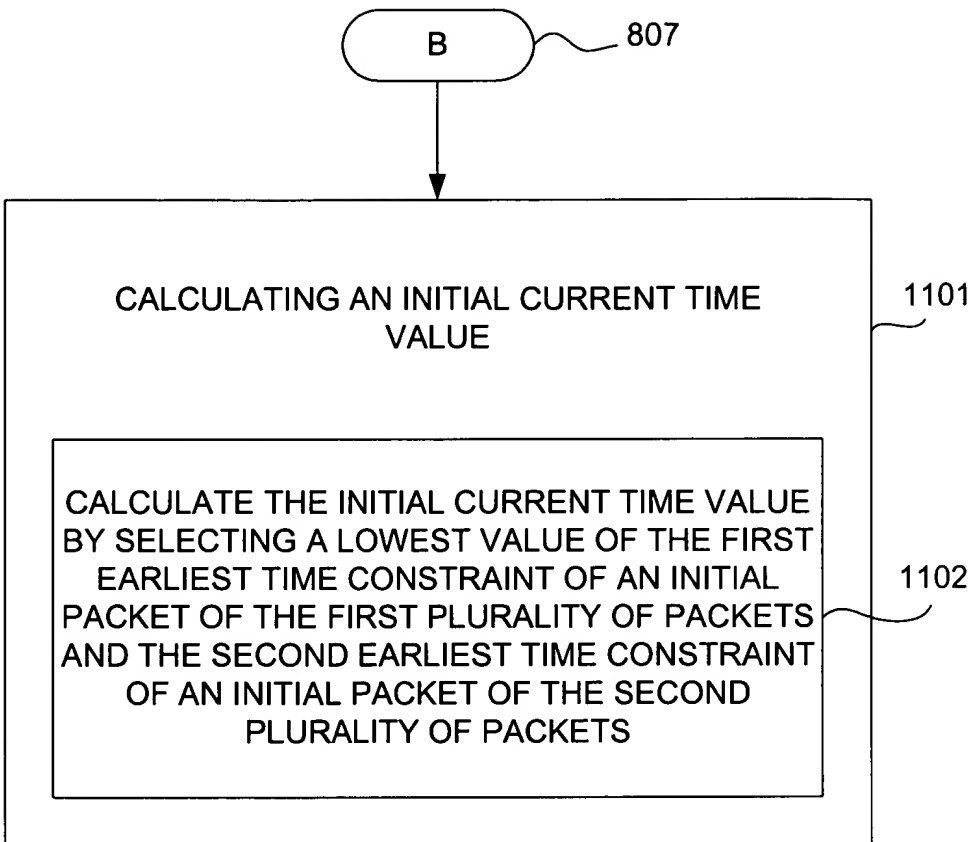 B
807
CALCULATING AN INITIAL CURRENT TIME
VALUE
1101
CALCULATE THE INITIAL CURRENT TIME VALUE
BY SELECTING A LOWEST VALUE OF THE FIRST
EARLIEST TIME CONSTRAINT OF AN INITIAL
PACKET OF THE FIRST PLURALITY OF PACKETS
AND THE SECOND EARLIEST TIME CONSTRAINT
OF AN INITIAL PACKET OF THE SECOND
PLURALITY OF PACKETS
1102